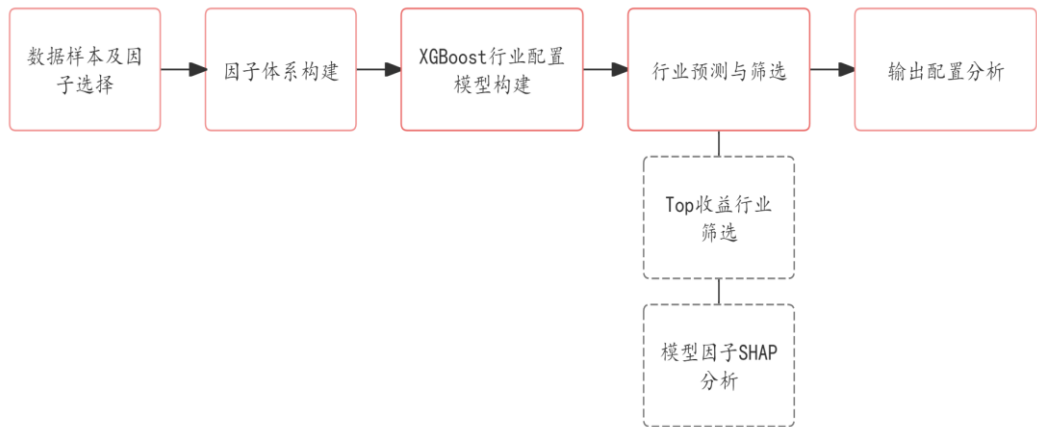 数据样本及因
子选择
因子体系构建
XGBoost行业配置
模型构建
行业预测与筛选
输出配置分析
Top收益行业
筛选
模型因子SHAP
分析